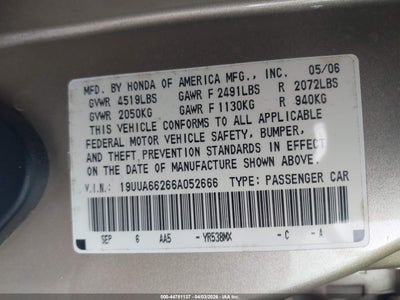 MFD. BY HONDA OF AMERICA MFG., INC. 05/06
GVWR 4519LBS GAWR F 2491LBS R 2072LBS
GVWR 2050KG GAWR F 1130KG R 940KG
THIS VEHICLE CONFORMS TO ALL APPLICABLE
FEDERAL MOTOR VEHICLE SAFETY, BUMPER,
AND THEFT PREVENTION STANDARDS IN EFFECT
ON THE DATE OF MANUFACTURE SHOWN ABOVE.
V.I.N. 19UUA66266A052666 TYPE: PASSENGER CAR
SEP 6 AA5 -YR538MX -C -A
©IAA 44781137 - 04/03/2026 - IAAI.com